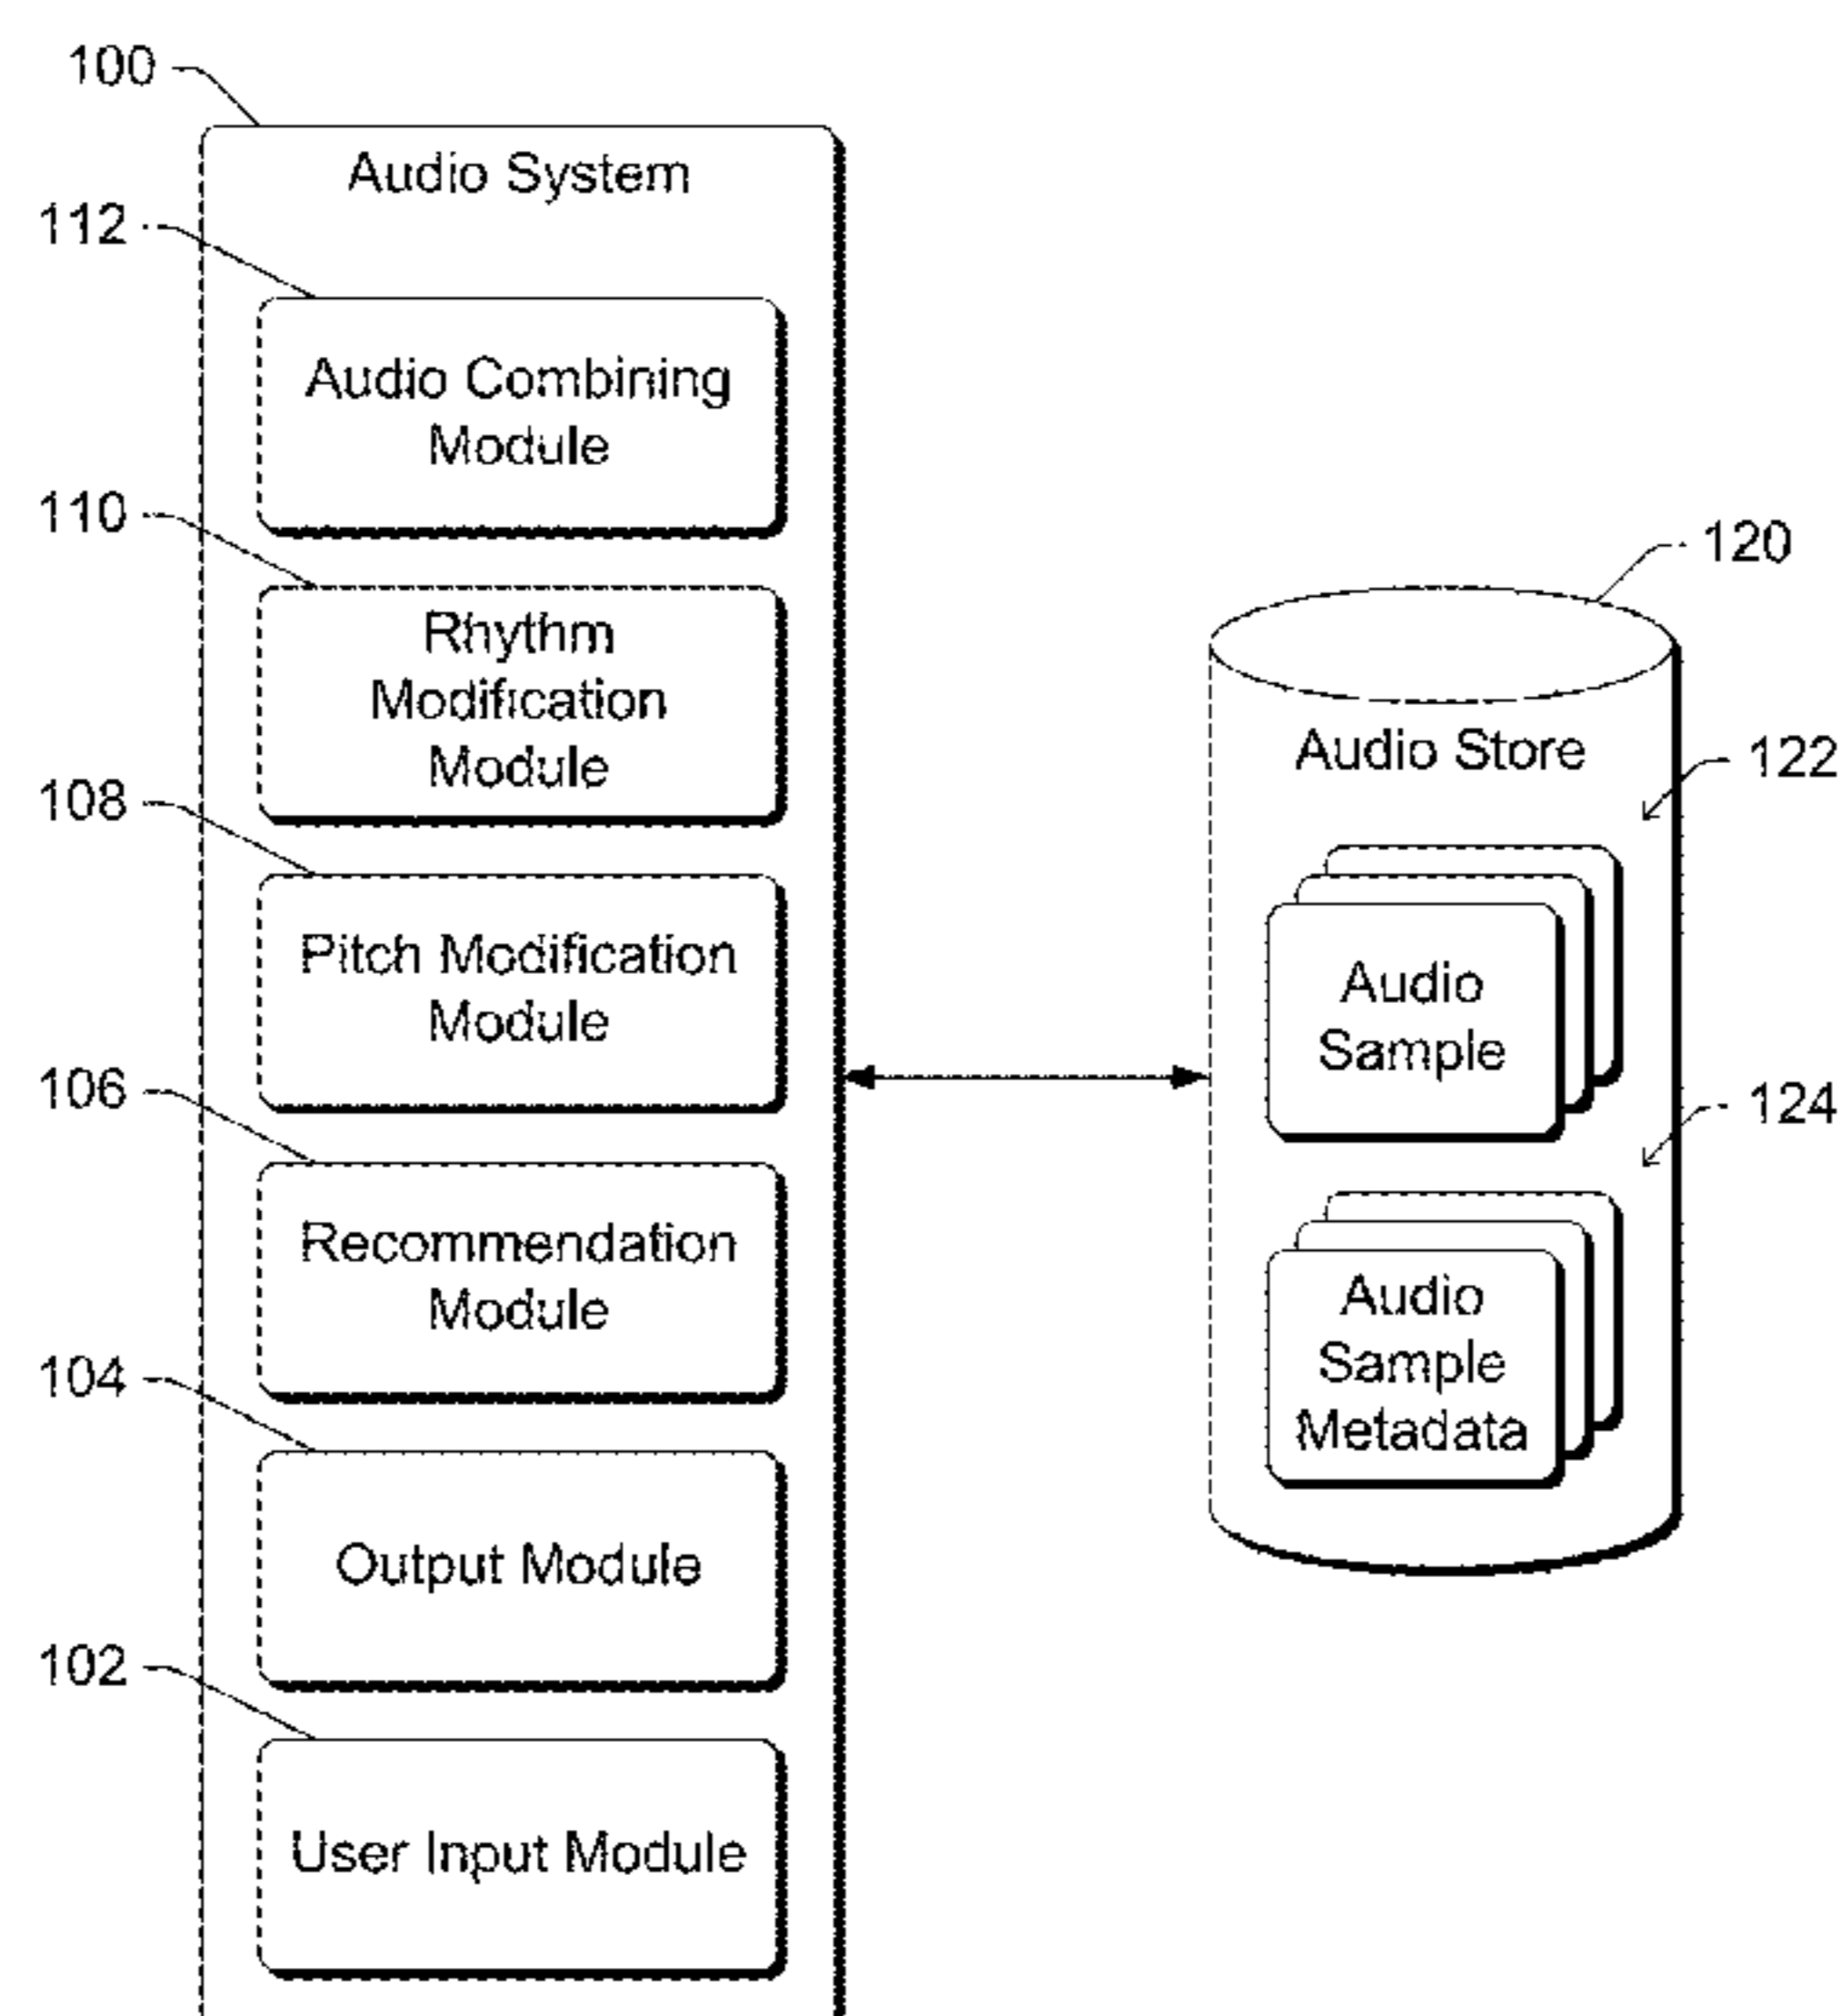 100
Audio System
112
Audio Combining
Module
110
Rhythm
Modification
Module
108
Pitch Modification
Module
106
Recommendation
Module
104
Output Module
102
User Input Module
120
Audio Store
122
Audio
Sample
124
Audio
Sample
Metadata